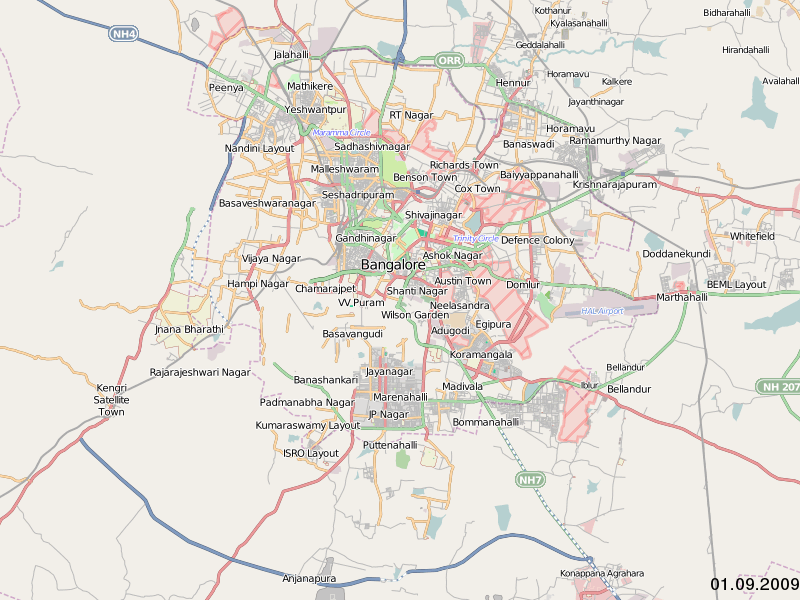 Kothanur
Bidharahalli
Kyalasanahalli
NH4
Geddalahalli
Hirandahalli
Jalahalli
ORR
Horamavu
Peenya
Mathikere
Hennur
Kalkere
Avalahall
Yeshwantpur
RT Nagar
Jayanthinagar
Maramma Circle
Horamavu
Nandini Layout
Sadhashivnagar
Banaswadi
Ramamurthy Nagar
Malleshwaram
Richards Town
Benson Town
Baiyyappanahalli
Seshadripuram
Cox Town
Krishnarajapuram
Basaveshwaranagar
Shivajinagar
Gandhinagar
Trinity Circle
Defence Colony
Whitefield
Vijaya Nagar
Bangalore
Ashok Nagar
Doddanekundi
Hampi Nagar
Chamarajpet
Shanti Nagar
Austin Town
Domlur
BEML Layout
VV.Puram
Neelasandra
Marthahalli
Jnana Bharathi
Wilson Garden
HAL Airport
Basavangudi
Adugodi
Egipura
Koramangala
Rajarajeshwari Nagar
Jayanagar
Bellandur
Kengri
Satellite
Town
Banashankari
Madivala
Iblur
Bellandur
NH 207
Padmanabha Nagar
Marenahalli
JP Nagar
Kumaraswamy Layout
Bommanahalli
Puttenahalli
ISRO Layout
NH7
Anjanapura
Konappana Agrahara
01.09.2009